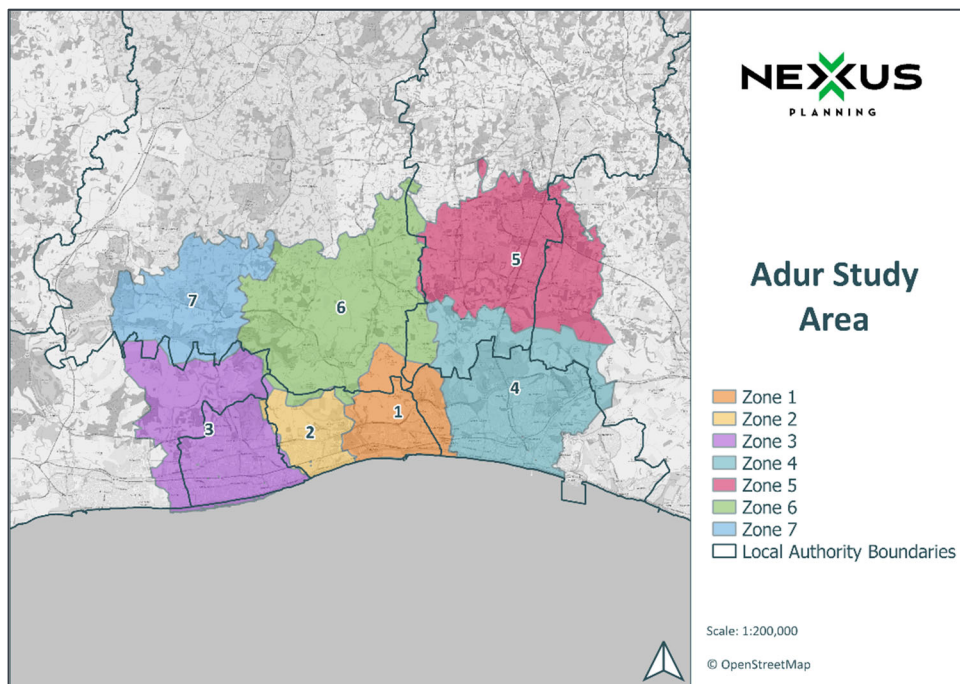 NEXUS
PLANNING
Adur Study
Area
5
7
6
4
3
2
1
Zone 1
Zone 2
Zone 3
Zone 4
Zone 5
Zone 6
Zone 7
Local Authority Boundaries
Scale: 1:200,000
© OpenStreetMap